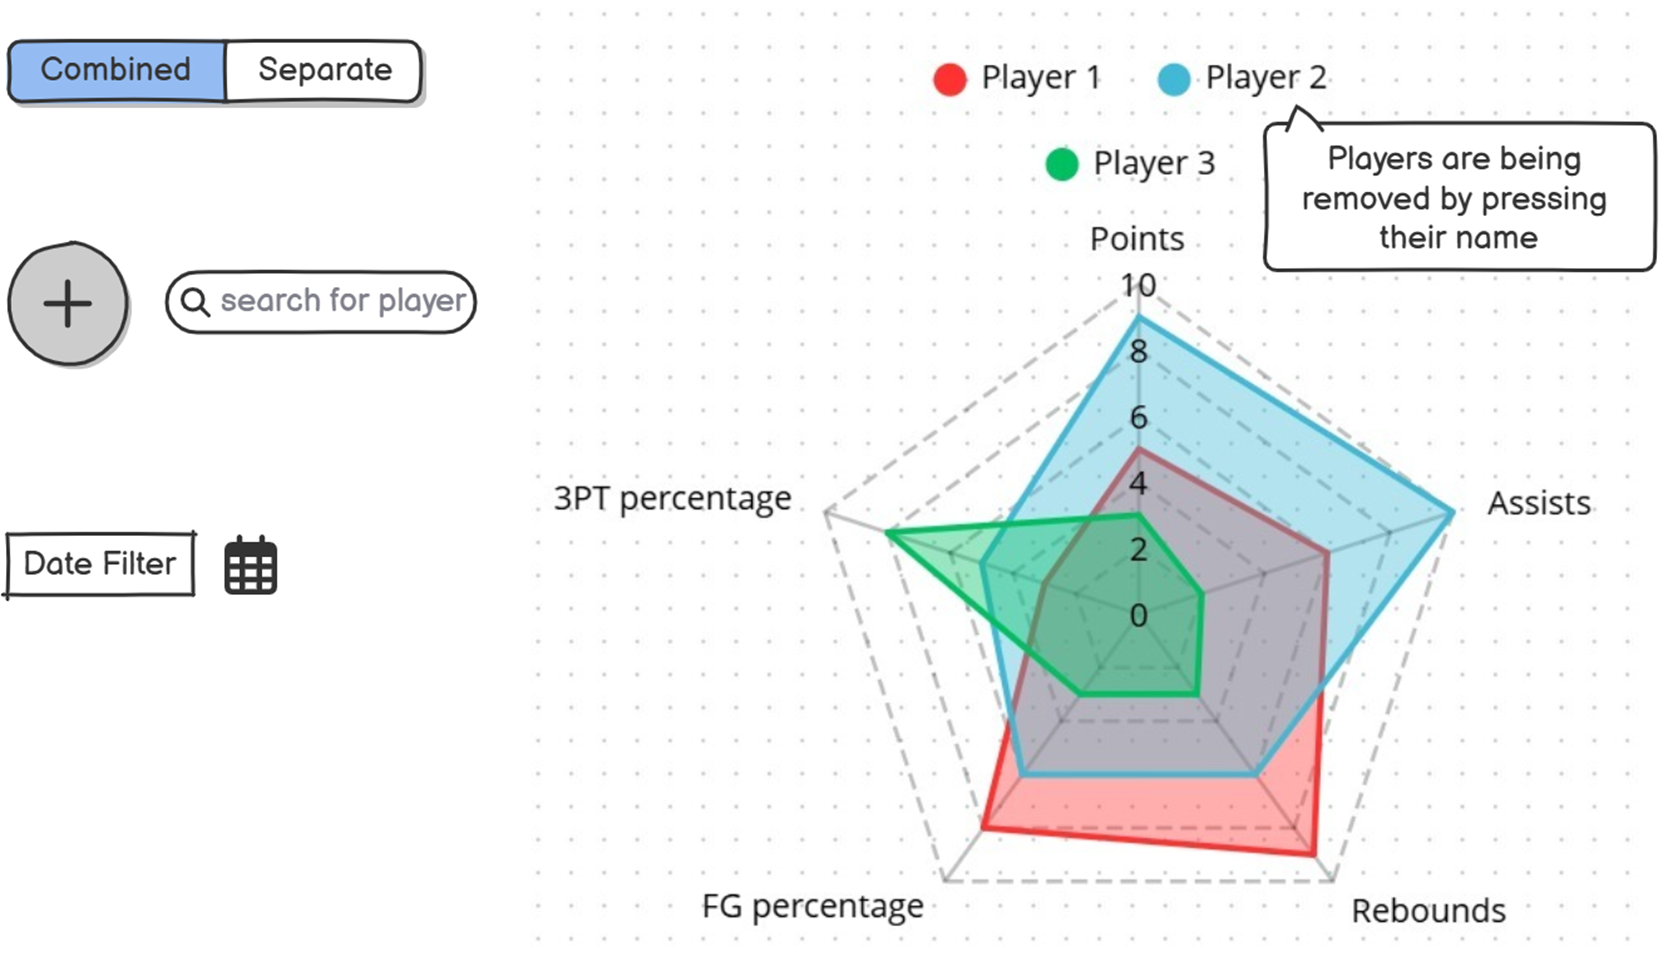 Combined
Separate
Player 1
Player 2
Player 3
Players are being
removed by pressing
their name
search for player
Points
10
8
6
4
2
0
3PT percentage
Assists
Date Filter
FG percentage
Rebounds